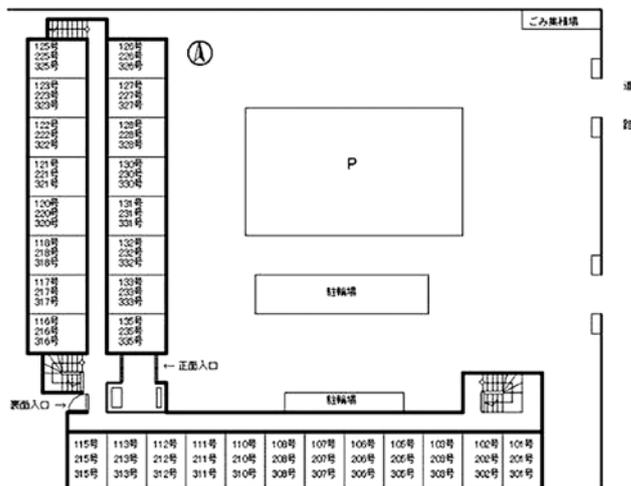 ごみ集積場
125号
225号
325号
126号
226号
326号
123号
223号
323号
127号
227号
327号
道
路
122号
222号
322号
128号
228号
328号
P
121号
221号
321号
130号
230号
330号
120号
220号
320号
131号
231号
331号
118号
218号
318号
132号
232号
332号
117号
217号
317号
133号
233号
333号
駐輪場
116号
216号
316号
135号
235号
335号
← 正面入口
裏面入口 →
駐輪場
115号 113号 112号 111号 110号 108号 107号 106号 105号 103号 102号 101号
215号 213号 212号 211号 210号 208号 207号 206号 205号 203号 202号 201号
315号 313号 312号 311号 310号 308号 307号 306号 305号 303号 302号 301号